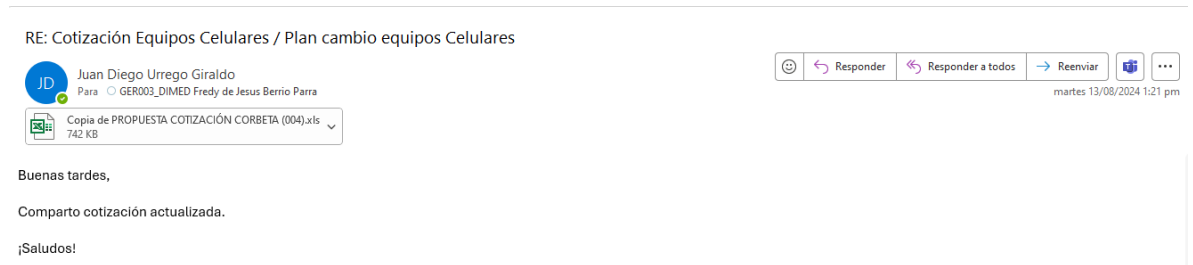 RE: Cotización Equipos Celulares / Plan cambio equipos Celulares
JD
Juan Diego Urrego Giraldo
Para GER003_DIMED Fredy de Jesus Berrio Parra
Responder
Responder a todos
Reenviar
martes 13/08/2024 1:21 pm
Copia de PROPUESTA COTIZACIÓN CORBETA (004).xls
742 KB
Buenas tardes,
Comparto cotización actualizada.
¡Saludos!